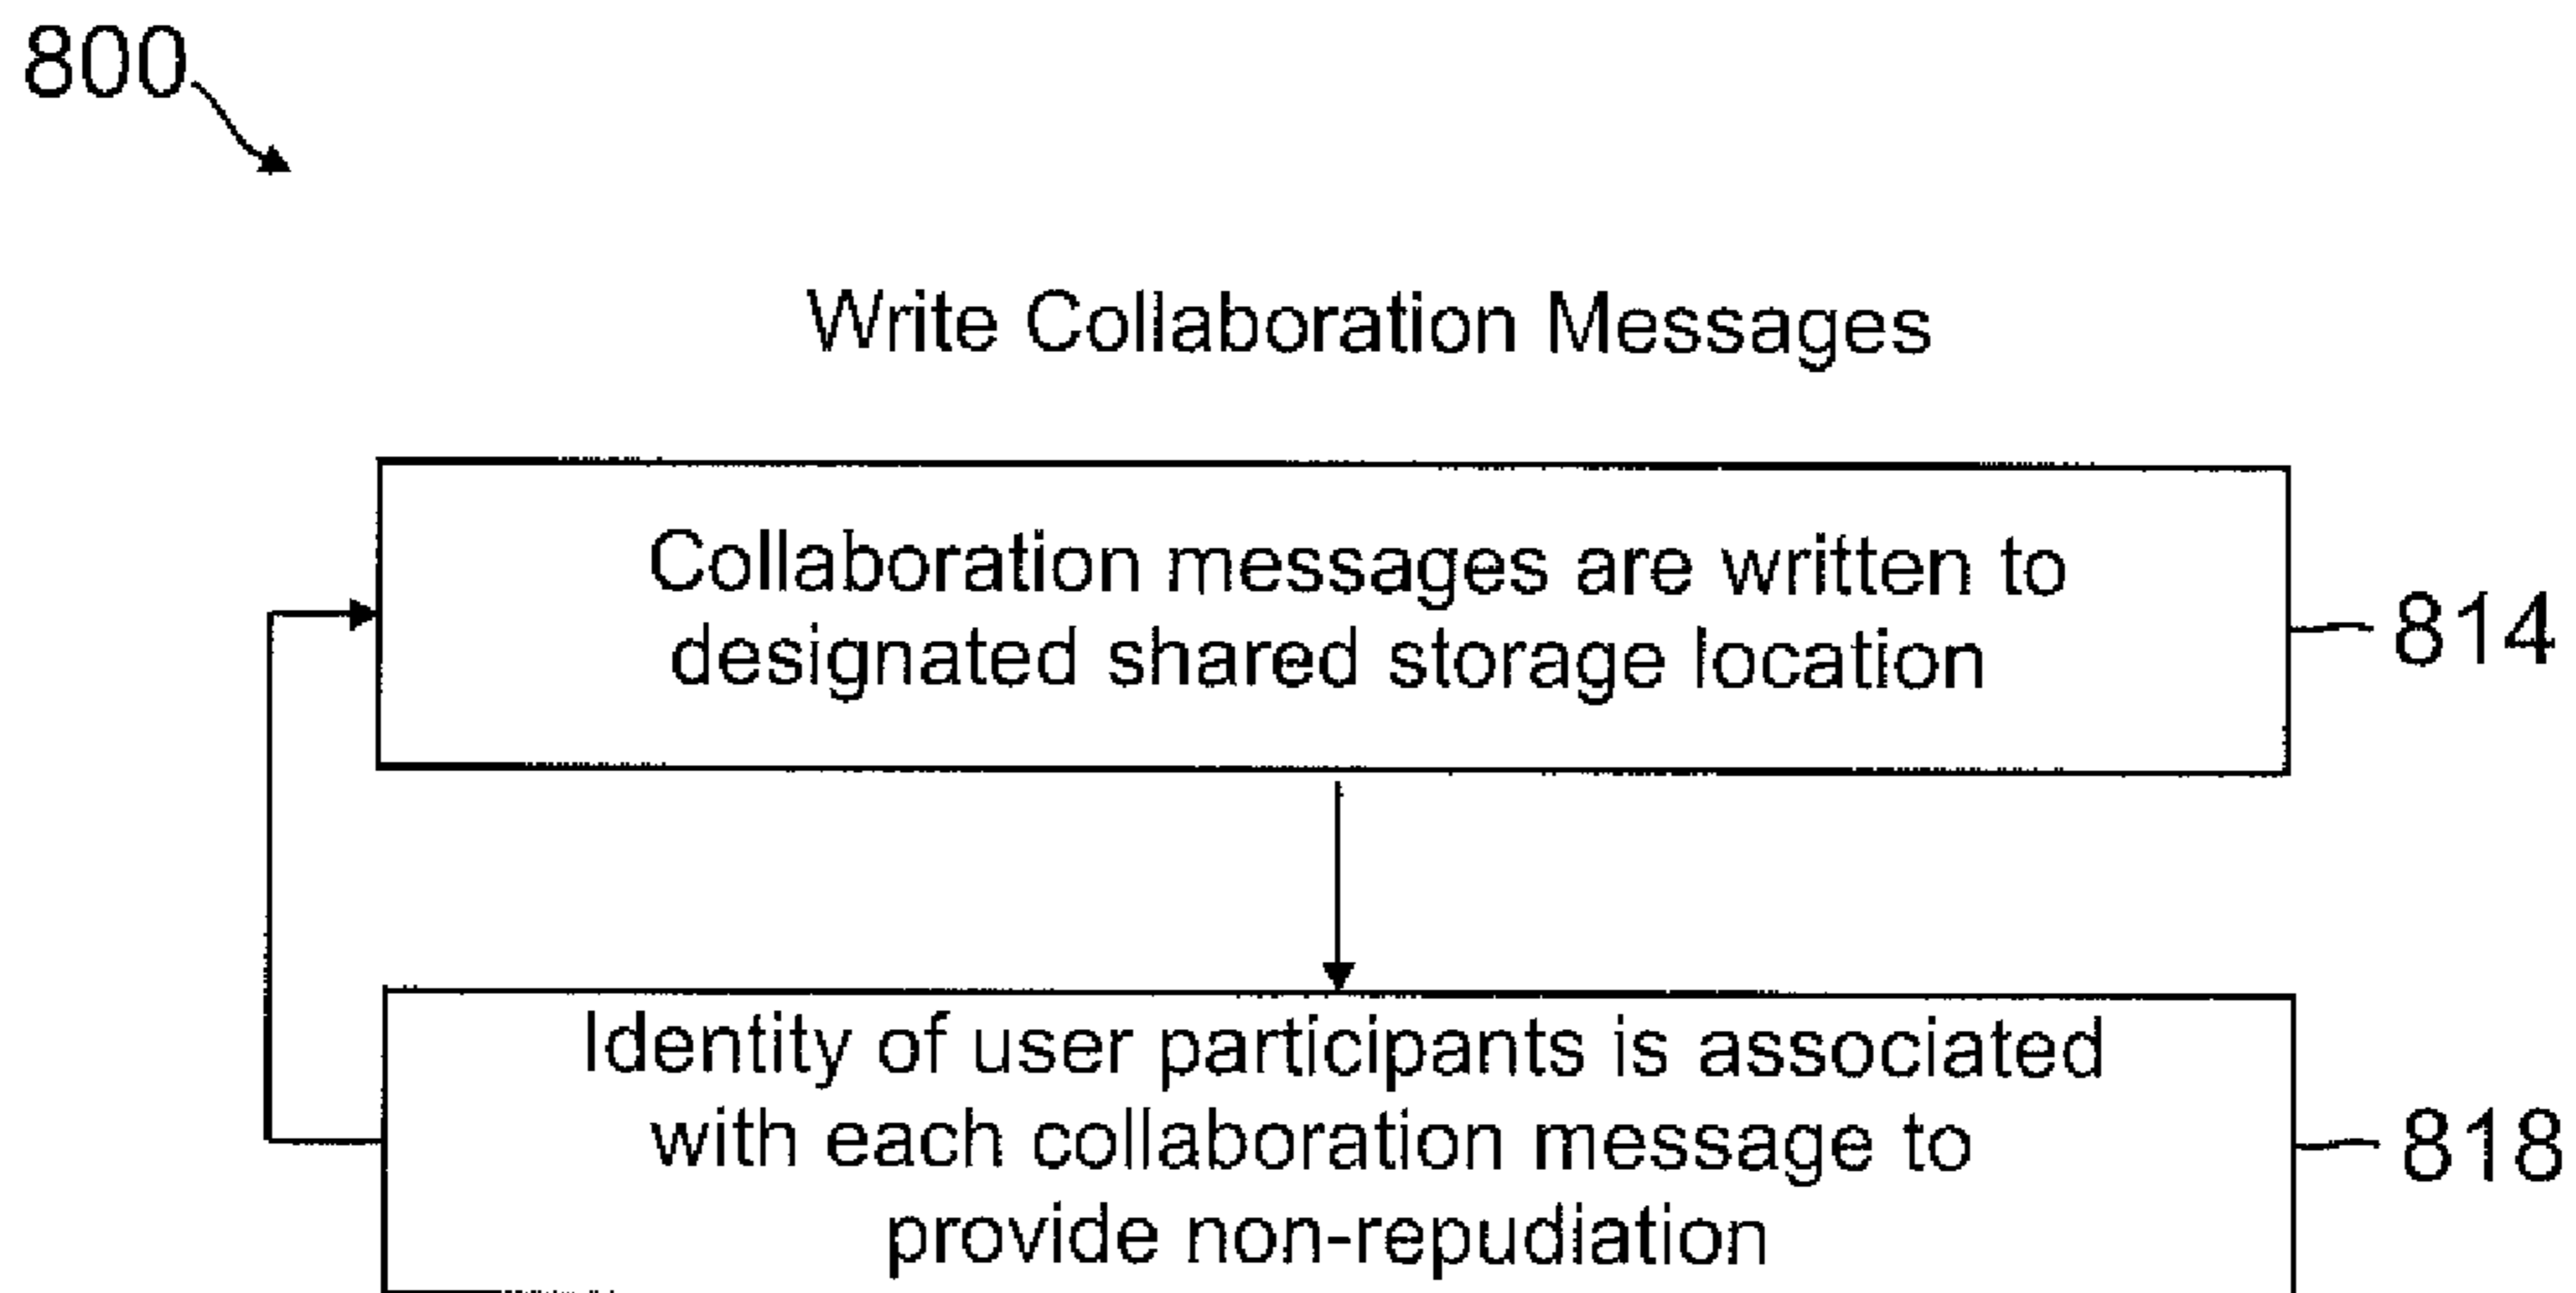 800
Write Collaboration Messages
Collaboration messages are written to
designated shared storage location
814
Identity of user participants is associated
with each collaboration message to
provide non-repudiation
818